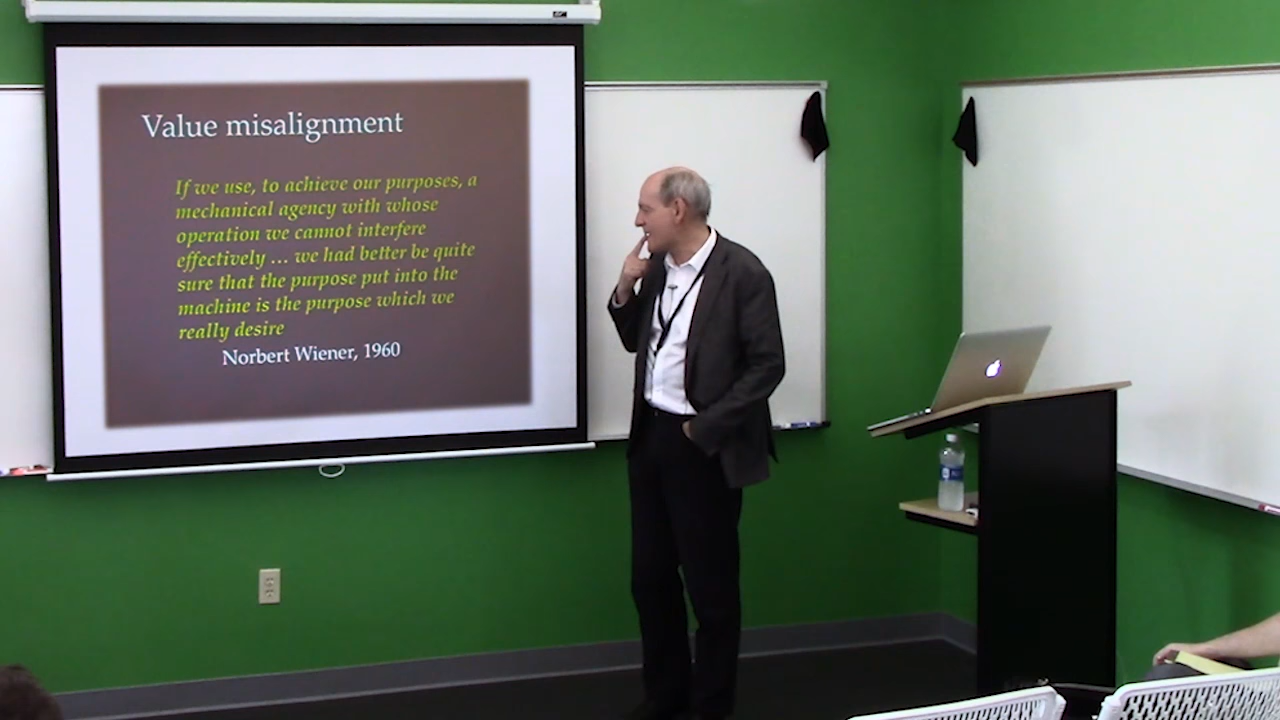 Value misalignment
If we use, to achieve our purposes, a
mechanical agency with whose
operation we cannot interfere
effectively ... we had better be quite
sure that the purpose put into the
machine is the purpose which we
really desire
Norbert Wiener, 1960